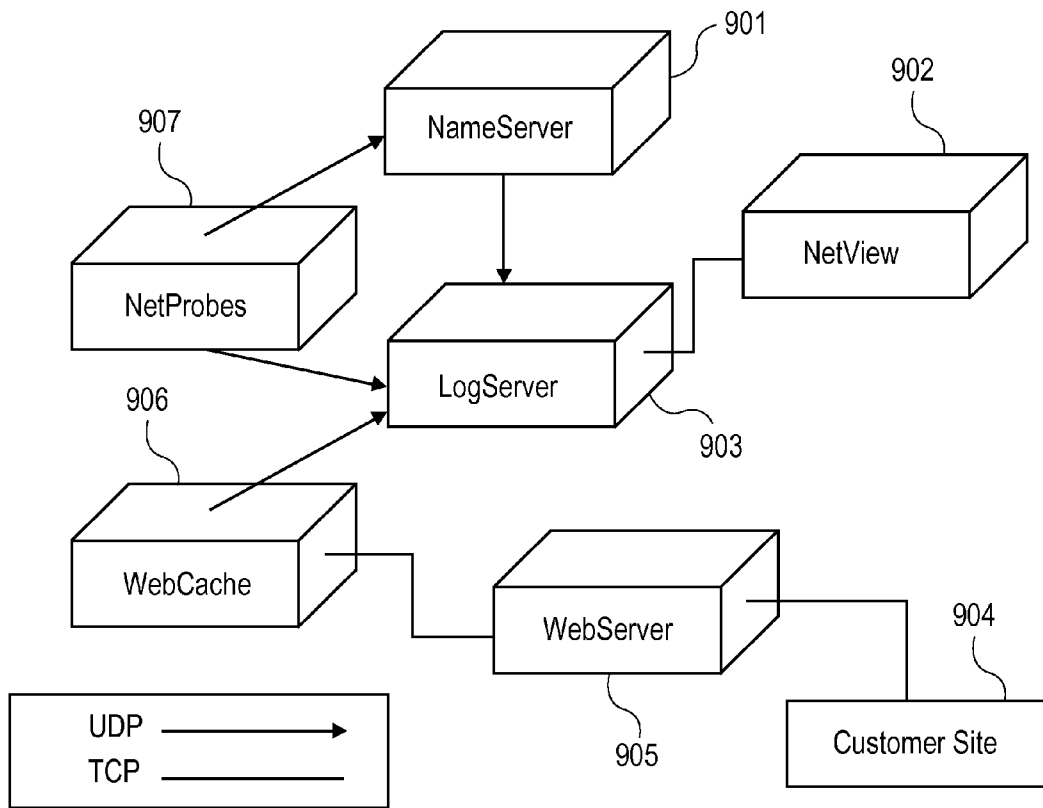 901
NameServer
902
907
NetView
NetProbes
LogServer
906
903
WebCache
WebServer
904
UDP
905
Customer Site
TCP